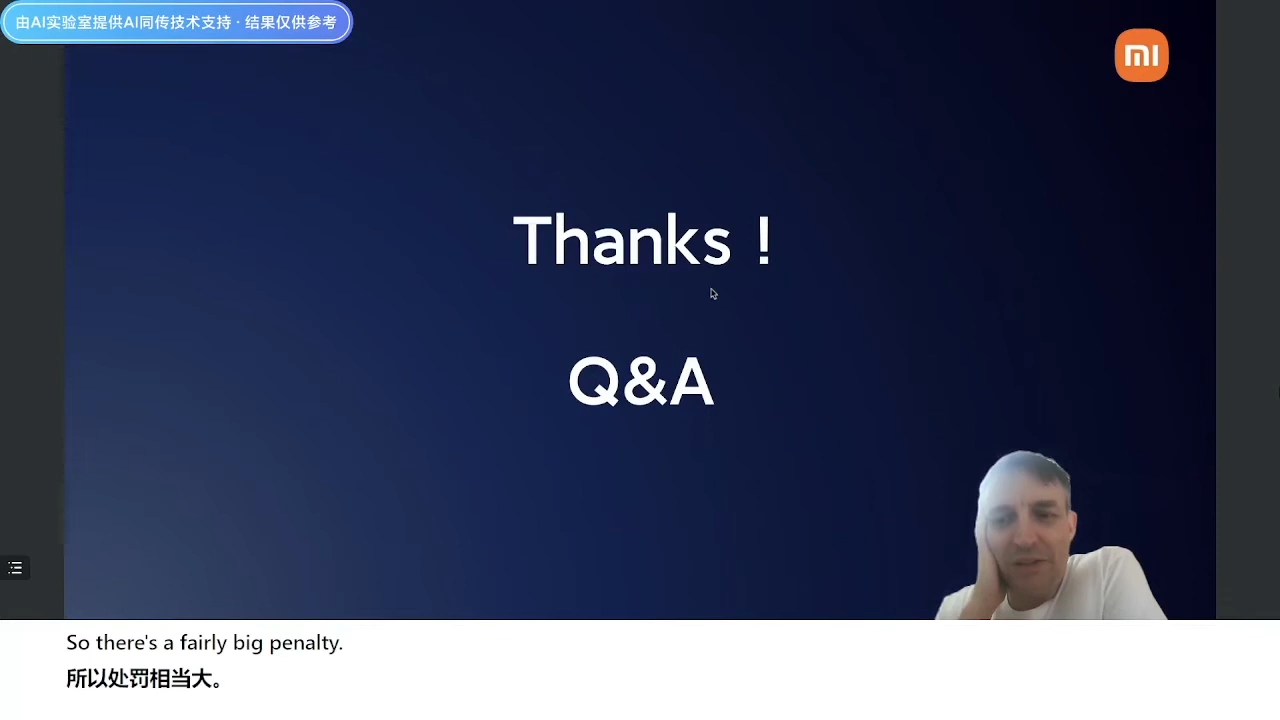 由AI实验室提供AI同传技术支持 · 结果仅供参考
mi
Thanks !
Q&A
So there's a fairly big penalty.
所以处罚相当大。